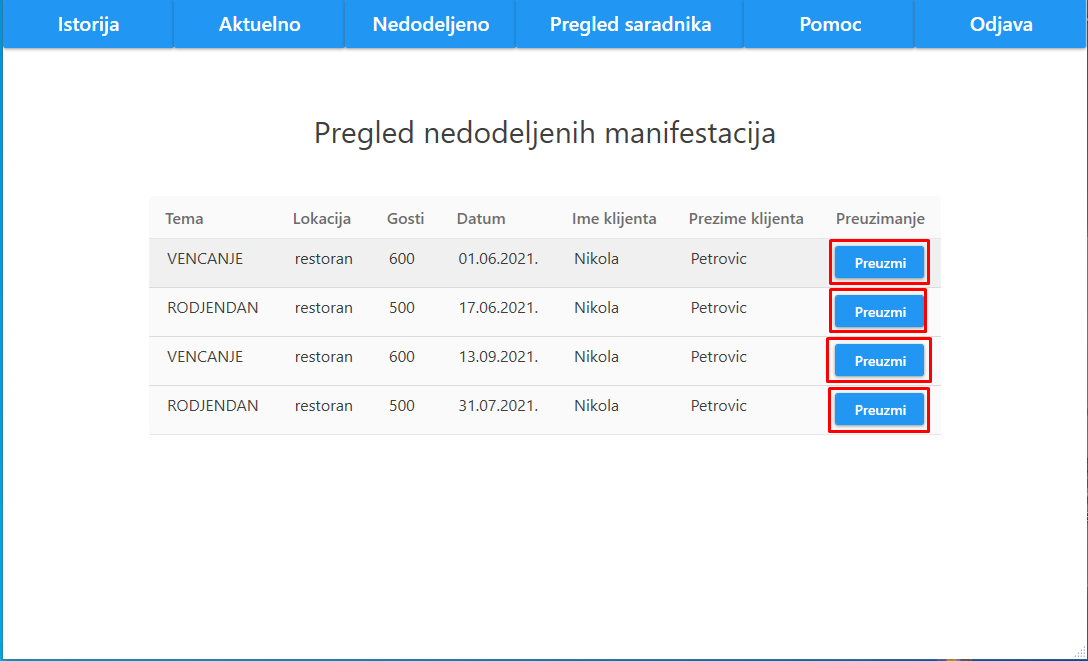 Istorija Aktuelno Nedodeljeno Pregled saradnika Pomoc Odjava
Pregled nedodeljenih manifestacija
Tema Lokacija Gosti Datum Ime klijenta Prezime klijenta Preuzimanje
VENCANJE restoran 600 01.06.2021. Nikola Petrovic Preuzmi
RODJENDAN restoran 500 17.06.2021. Nikola Petrovic Preuzmi
VENCANJE restoran 600 13.09.2021. Nikola Petrovic Preuzmi
RODJENDAN restoran 500 31.07.2021. Nikola Petrovic Preuzmi